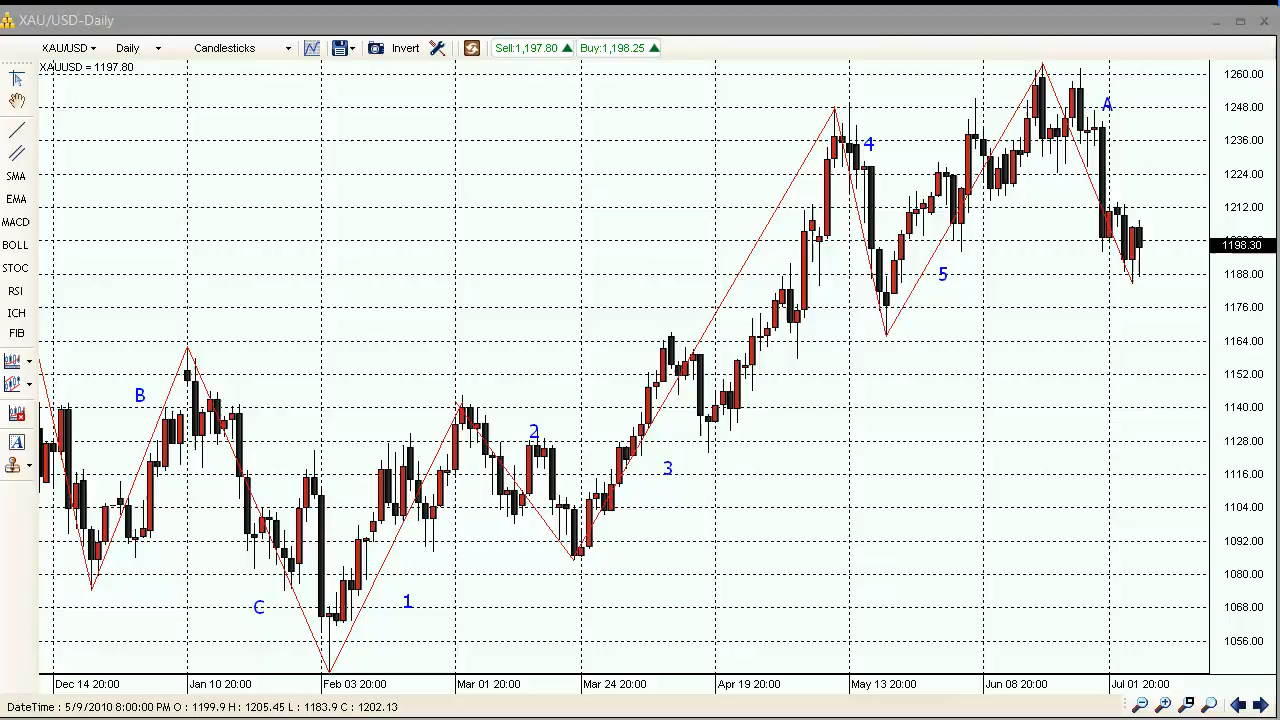 XAU/USD-Daily
XAU/USD Daily Candlesticks Invert Sell:1,197.80 Buy:1,198.25
XAUUSD = 1197.80
SMA
EMA
MACD
BOLL
STOC
RSI
ICH
FIB
A
A
4
5
B
2
3
C
1
1260.00
1248.00
1236.00
1224.00
1212.00
1198.30
1188.00
1176.00
1164.00
1152.00
1140.00
1128.00
1116.00
1104.00
1092.00
1080.00
1068.00
1056.00
Dec 14 20:00 Jan 10 20:00 Feb 03 20:00 Mar 01 20:00 Mar 24 20:00 Apr 19 20:00 May 13 20:00 Jun 08 20:00 Jul 01 20:00
DateTime : 5/9/2010 8:00:00 PM O : 1199.9 H : 1205.45 L : 1183.9 C : 1202.13